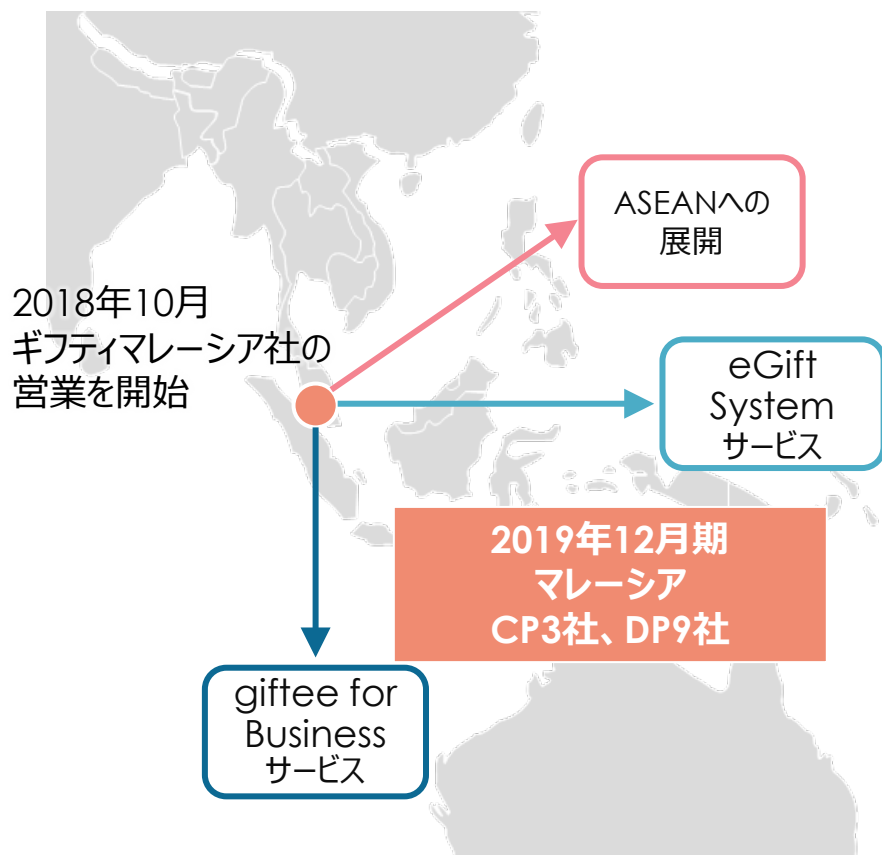 ASEANへの
展開
2018年10月
ギフティマレーシア社の
営業を開始
eGift
System
サービス
2019年12月期
マレーシア
CP3社、DP9社
giftee for
Business
サービス